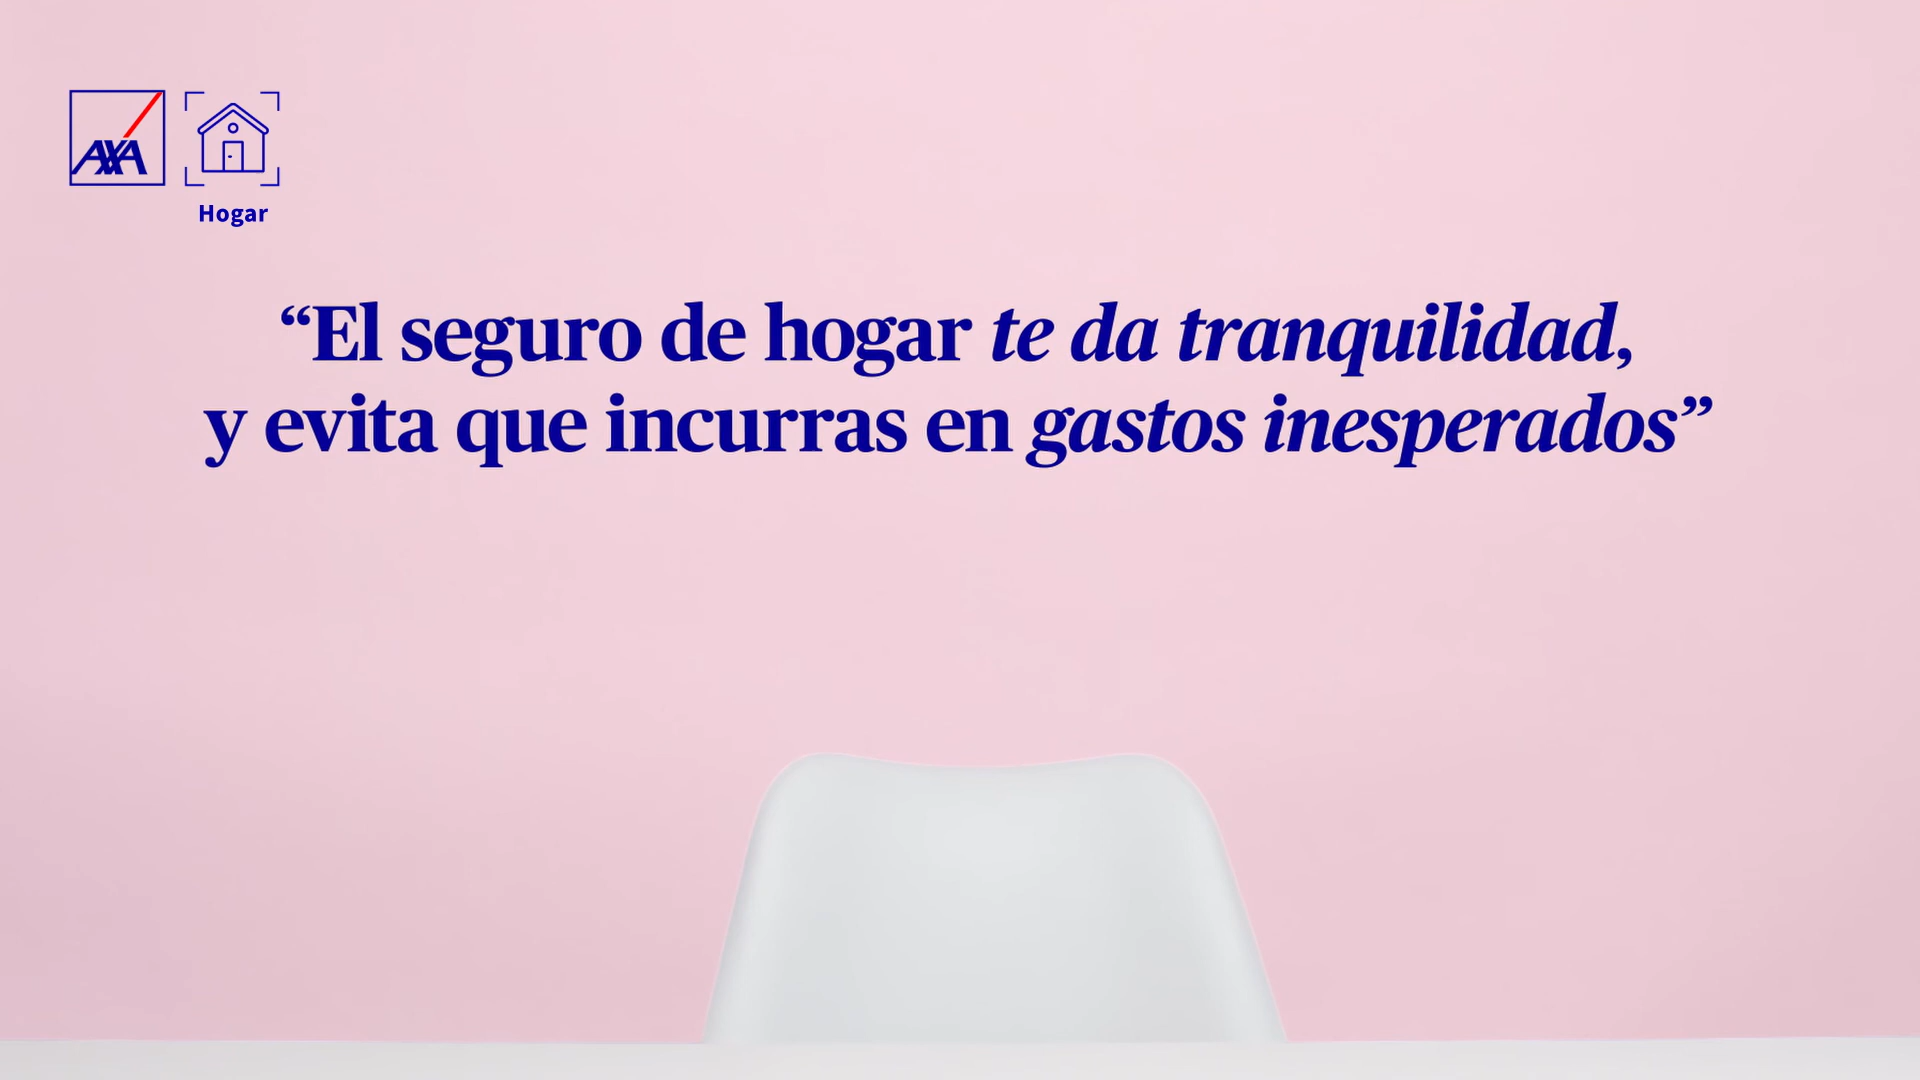 AXA
Hogar
“El seguro de hogar te da tranquilidad,
y evita que incurras en gastos inesperados”